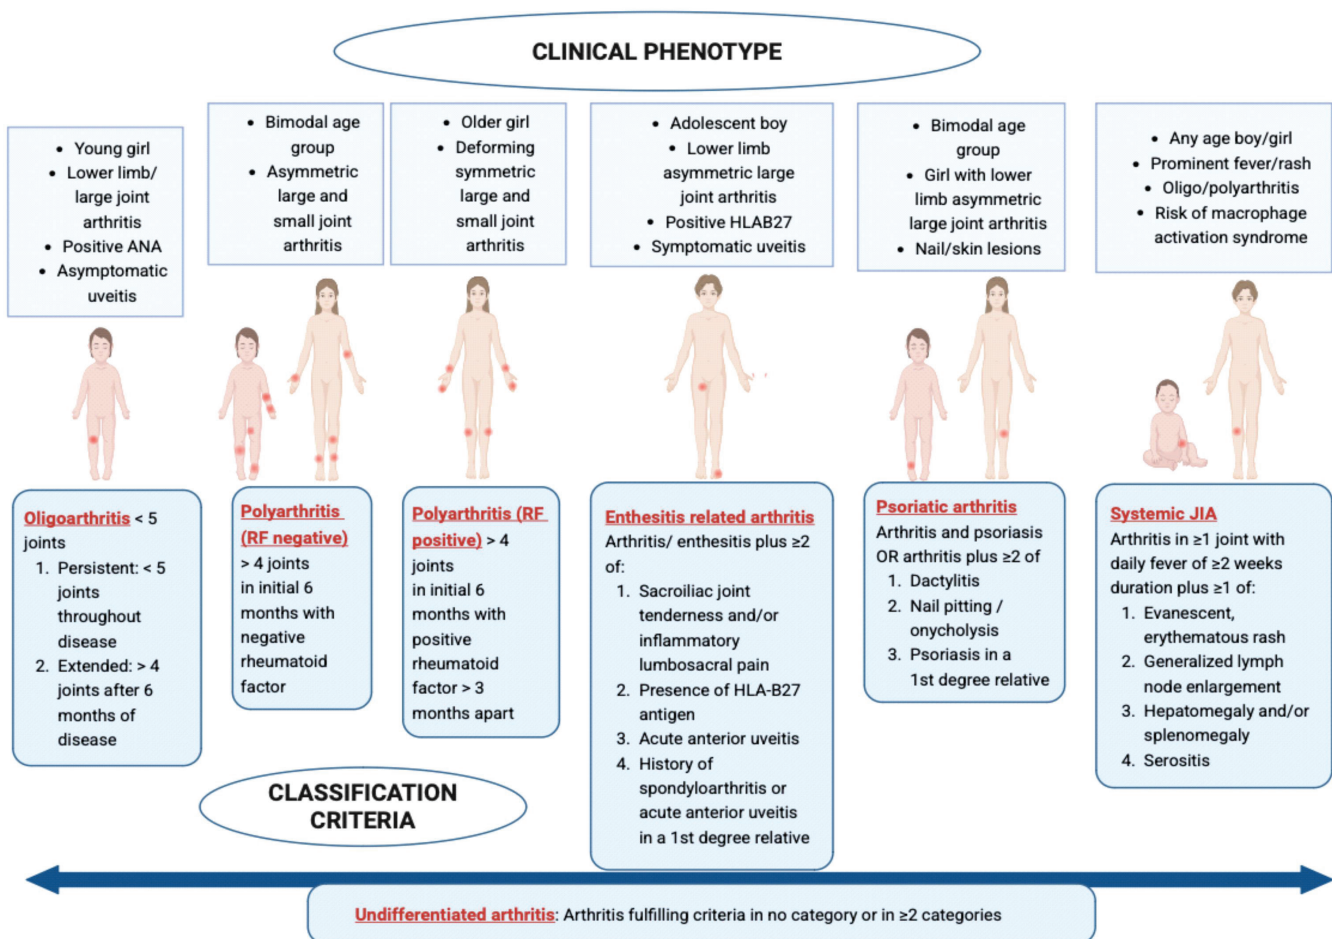 CLINICAL PHENOTYPE
• Young girl
• Lower limb/
large joint
arthritis
• Positive ANA
• Asymptomatic
uveitis
• Bimodal age
group
• Asymmetric
large and
small joint
arthritis
• Older girl
• Deforming
symmetric
large and
small joint
arthritis
• Adolescent boy
• Lower limb
asymmetric large
joint arthritis
• Positive HLAB27
• Symptomatic uveitis
• Bimodal age
group
• Girl with lower
limb asymmetric
large joint arthritis
• Nail/skin lesions
• Any age boy/girl
• Prominent fever/rash
• Oligo/polyarthritis
• Risk of macrophage
activation syndrome
Oligoarthritis < 5
joints
1. Persistent: < 5
joints
throughout
disease
2. Extended: > 4
joints after 6
months of
disease
Polyarthritis
(RF negative)
> 4 joints
in initial 6
months with
negative
rheumatoid
factor
Polyarthritis (RF
positive) > 4
joints
in initial 6
months with
positive
rheumatoid
factor > 3
months apart
Enthesitis related arthritis
Arthritis/ enthesitis plus ≥2
of:
1. Sacroiliac joint
tenderness and/or
inflammatory
lumbosacral pain
2. Presence of HLA-B27
antigen
3. Acute anterior uveitis
4. History of
spondyloarthritis or
acute anterior uveitis
in a 1st degree relative
Psoriatic arthritis
Arthritis and psoriasis
OR arthritis plus ≥2 of
1. Dactylitis
2. Nail pitting /
onycholysis
3. Psoriasis in a
1st degree relative
Systemic JIA
Arthritis in ≥1 joint with
daily fever of ≥2 weeks
duration plus ≥1 of:
1. Evanescent,
erythematous rash
2. Generalized lymph
node enlargement
3. Hepatomegaly and/or
splenomegaly
4. Serositis
CLASSIFICATION
CRITERIA
Undifferentiated arthritis: Arthritis fulfilling criteria in no category or in ≥2 categories